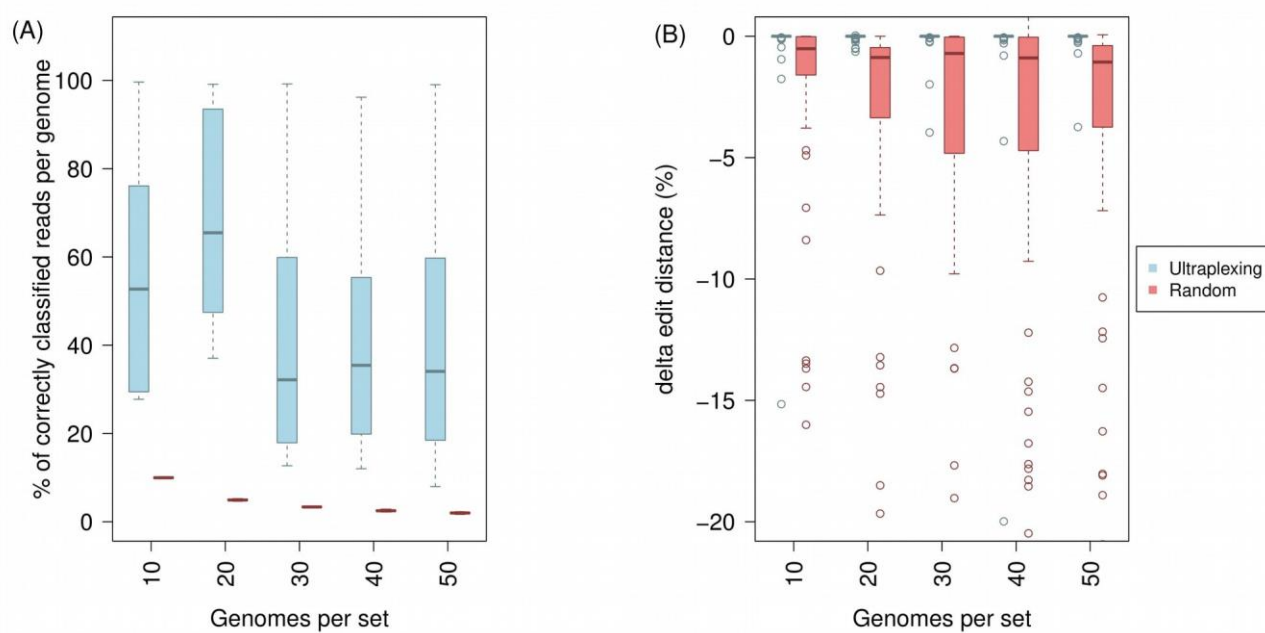 (A)
% of correctly classified reads per genome
100
80
60
40
20
0
10
20
30
40
50
Genomes per set
(B)
delta edit distance (%)
0
−5
−10
−15
−20
10
20
30
40
50
Genomes per set
Ultraplexing
Random